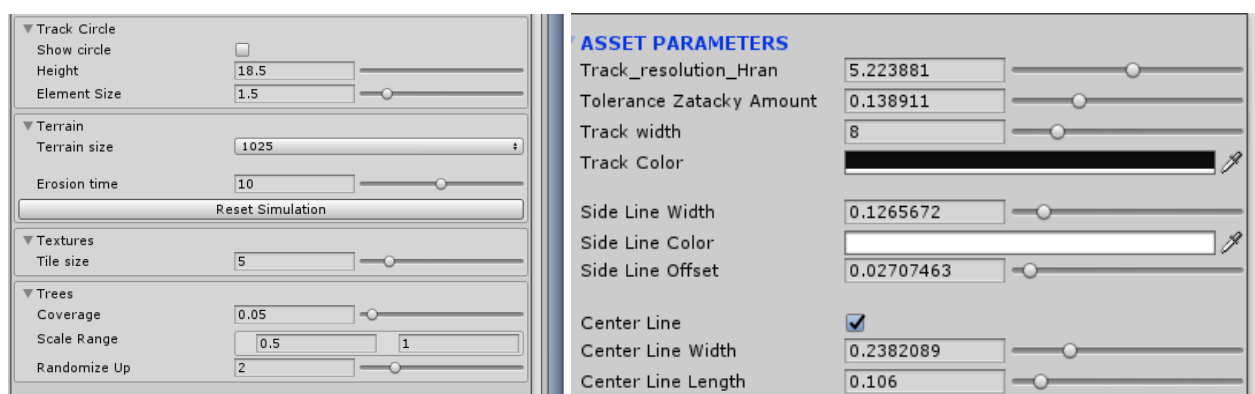 Track Circle
Show circle
Height 18.5
Element Size 1.5
Terrain
Terrain size 1025
Erosion time 10
Reset Simulation
Textures
Tile size 5
Trees
Coverage 0.05
Scale Range 0.5 1
Randomize Up 2
ASSET PARAMETERS
Track_resolution_Hran 5.223881
Tolerance Zatacky Amount 0.138911
Track width 8
Track Color
Side Line Width 0.1265672
Side Line Color
Side Line Offset 0.02707463
Center Line
Center Line Width 0.2382089
Center Line Length 0.106